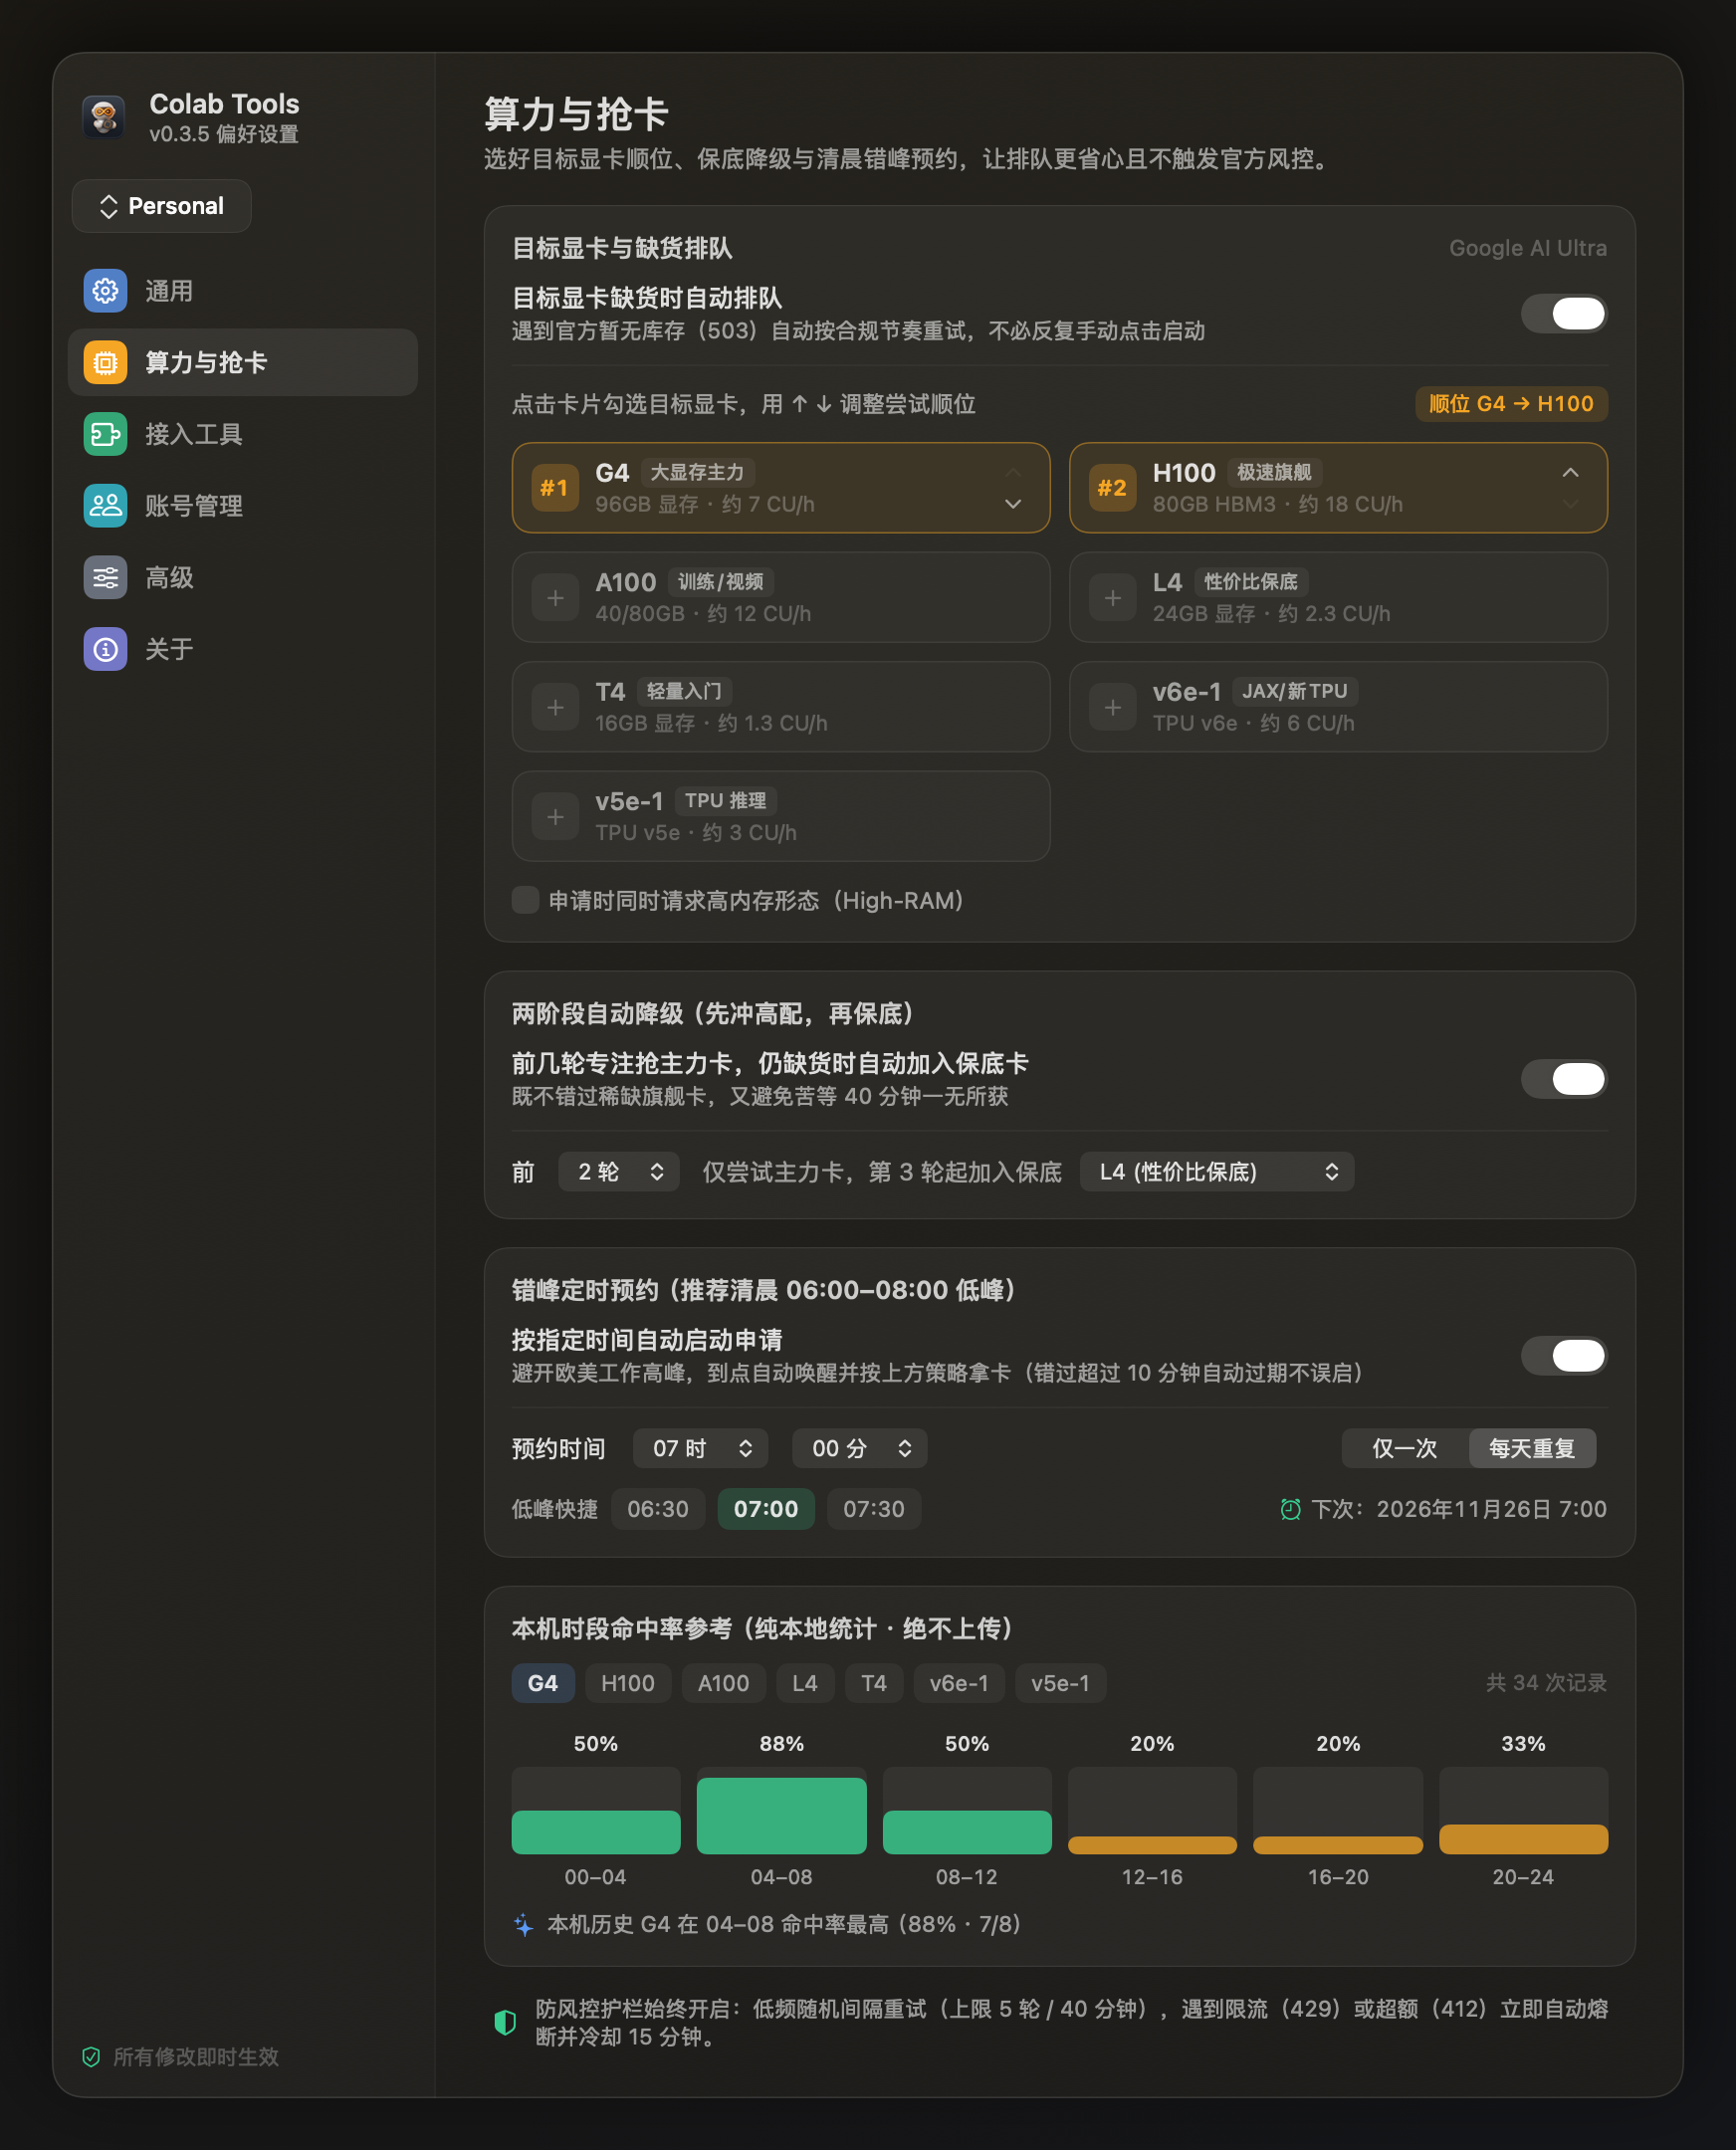 Colab Tools
v0.3.5 偏好设置
Personal
通用
算力与抢卡
接入工具
账号管理
高级
关于
所有修改即时生效
算力与抢卡
选好目标显卡顺位、保底降级与清晨错峰预约，让排队更省心且不触发官方风控。
目标显卡与缺货排队
Google AI Ultra
目标显卡缺货时自动排队
遇到官方暂无库存（503）自动按合规节奏重试，不必反复手动点击启动
点击卡片勾选目标显卡，用 ↑ ↓ 调整尝试顺位
顺位 G4 → H100
#1 G4 大显存主力
96GB 显存 · 约 7 CU/h
#2 H100 极速旗舰
80GB HBM3 · 约 18 CU/h
A100 训练/视频
40/80GB · 约 12 CU/h
L4 性价比保底
24GB 显存 · 约 2.3 CU/h
T4 轻量入门
16GB 显存 · 约 1.3 CU/h
v6e-1 JAX/新TPU
TPU v6e · 约 6 CU/h
v5e-1 TPU 推理
TPU v5e · 约 3 CU/h
申请时同时请求高内存形态（High-RAM）
两阶段自动降级（先冲高配，再保底）
前几轮专注抢主力卡，仍缺货时自动加入保底卡
既不错过稀缺旗舰卡，又避免苦等 40 分钟一无所获
前 2 轮 仅尝试主力卡，第 3 轮起加入保底 L4 (性价比保底)
错峰定时预约（推荐清晨 06:00–08:00 低峰）
按指定时间自动启动申请
避开欧美工作高峰，到点自动唤醒并按上方策略拿卡（错过超过 10 分钟自动过期不误启）
预约时间 07 时 00 分 仅一次 每天重复
低峰快捷 06:30 07:00 07:30 下次：2026年11月26日 7:00
本机时段命中率参考（纯本地统计 · 绝不上传）
G4 H100 A100 L4 T4 v6e-1 v5e-1 共 34 次记录
50% 88% 50% 20% 20% 33%
00–04 04–08 08–12 12–16 16–20 20–24
本机历史 G4 在 04–08 命中率最高（88% · 7/8）
防风控护栏始终开启：低频随机间隔重试（上限 5 轮 / 40 分钟），遇到限流（429）或超额（412）立即自动熔
断并冷却 15 分钟。